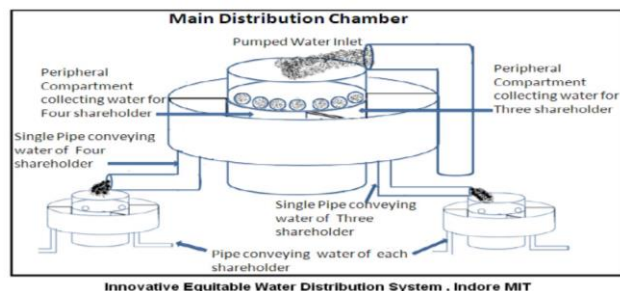 Main Distribution Chamber
Pumped Water Inlet
Peripheral
Compartment
collecting water for
Four shareholder
Peripheral
Compartment
collecting water for
Three shareholder
Single Pipe conveying
water of Four
shareholder
Single Pipe conveying
water of Three
shareholder
Pipe conveying water of each
shareholder
Innovative Equitable Water Distribution System . Indore MIT